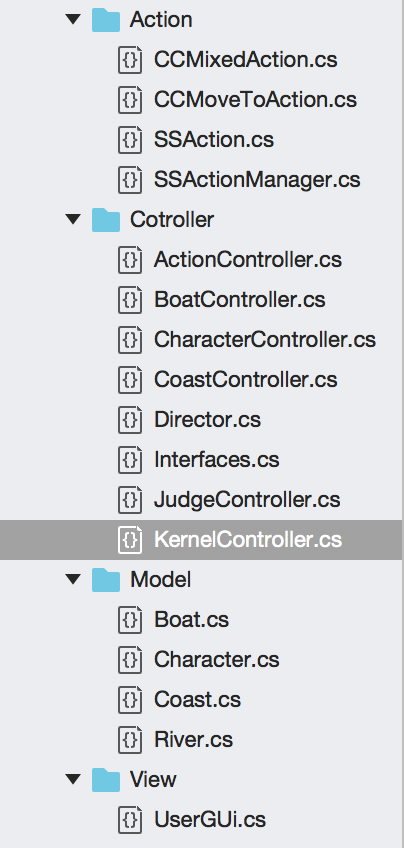 Action
{} CCMixedAction.cs
{} CCMoveToAction.cs
{} SSAction.cs
{} SSActionManager.cs
Cotroller
{} ActionController.cs
{} BoatController.cs
{} CharacterController.cs
{} CoastController.cs
{} Director.cs
{} Interfaces.cs
{} JudgeController.cs
{} KernelController.cs
Model
{} Boat.cs
{} Character.cs
{} Coast.cs
{} River.cs
View
{} UserGUi.cs